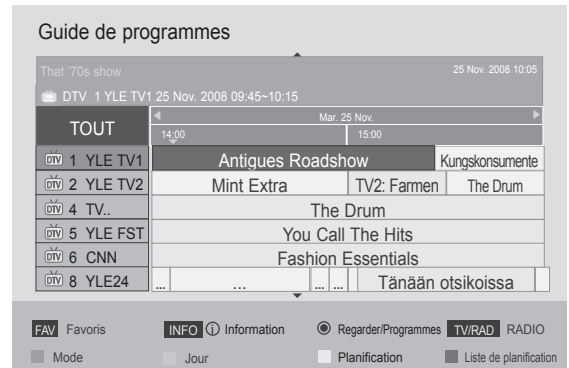 Guide de programmes
That '70s show 25 Nov. 2008 10:05
DTV 1 YLE TV1 25 Nov. 2008 09:45~10:15
TOUT
Mar. 25 Nov.
14:00 15:00
DTV 1 YLE TV1 Antigues Roadshow Kungskonsumente
DTV 2 YLE TV2 Mint Extra TV2: Farmen The Drum
DTV 4 TV.. The Drum
DTV 5 YLE FST You Call The Hits
DTV 6 CNN Fashion Essentials
DTV 8 YLE24 ... ... ... ... Tänään otsikoissa
FAV Favoris INFO ⓘ Information Regarder/Programmes TV/RAD RADIO
Mode Jour Planification Liste de planification